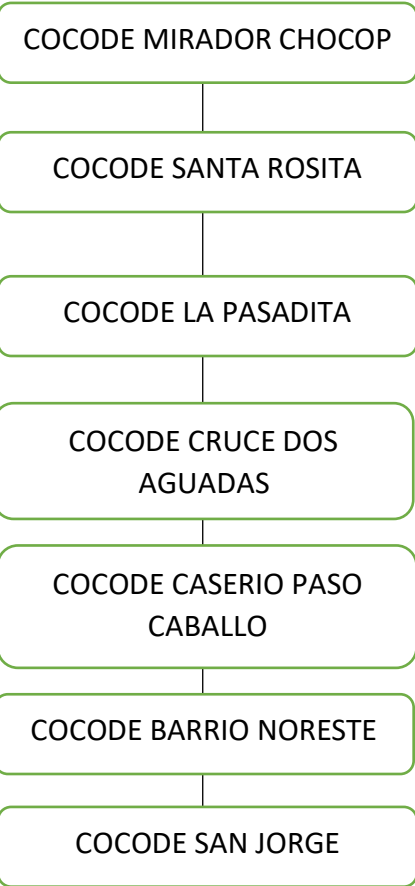 COCODE MIRADOR CHOCOP
COCODE SANTA ROSITA
COCODE LA PASADITA
COCODE CRUCE DOS
AGUADAS
COCODE CASERIO PASO
CABALLO
COCODE BARRIO NORESTE
COCODE SAN JORGE